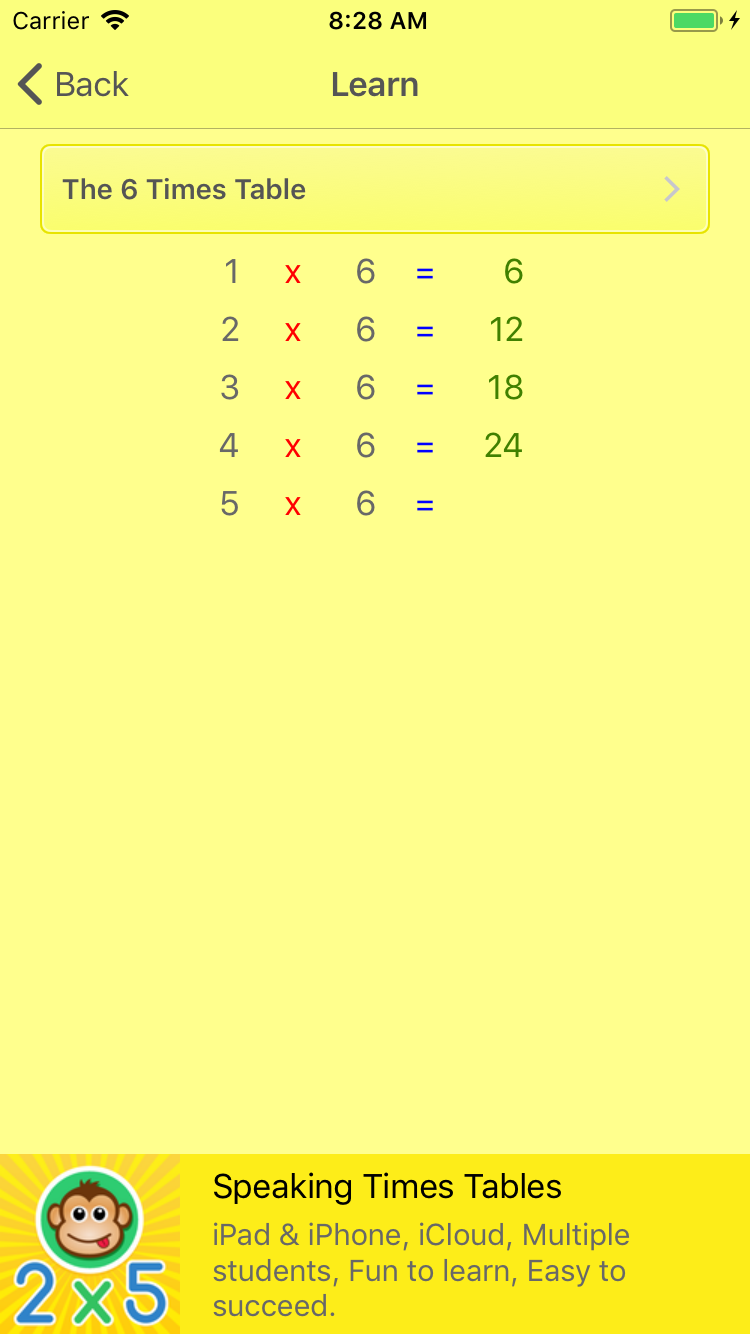 Carrier 8:28 AM
Back Learn
The 6 Times Table
1 x 6 = 6
2 x 6 = 12
3 x 6 = 18
4 x 6 = 24
5 x 6 =
2 x 5
Speaking Times Tables
iPad & iPhone, iCloud, Multiple
students, Fun to learn, Easy to
succeed.